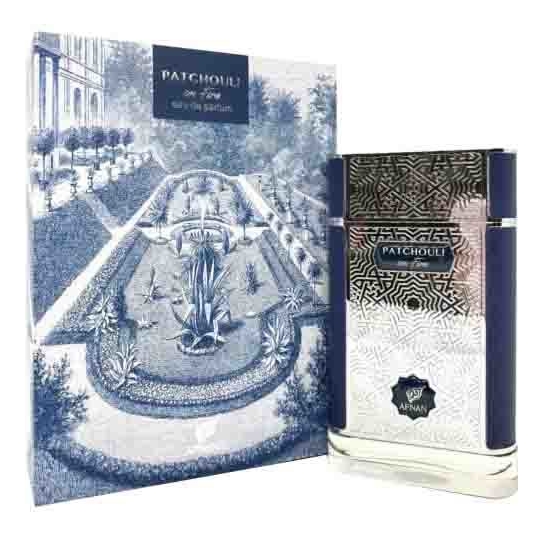 PATCHOULI
on fire
eau de parfum
PATCHOULI
on fire
AFNAN